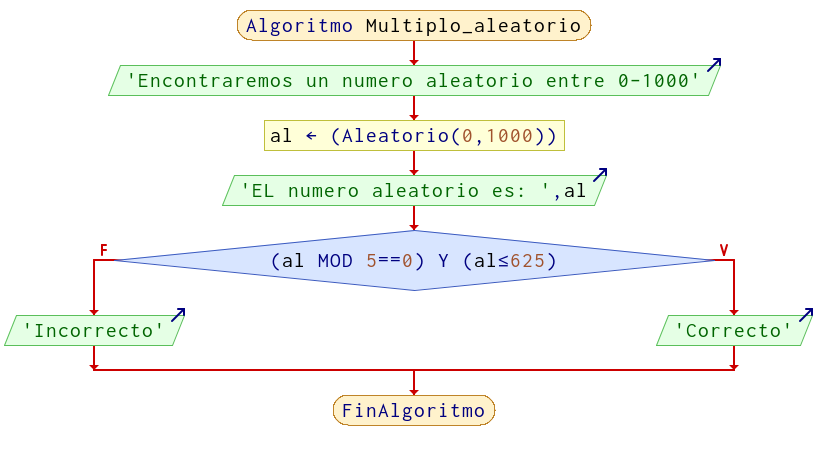 Algoritmo Multiplo_aleatorio
'Encontraremos un numero aleatorio entre 0-1000'
al ← (Aleatorio(0,1000))
'EL numero aleatorio es: ',al
F
V
(al MOD 5==0) Y (al≤625)
'Incorrecto'
'Correcto'
FinAlgoritmo